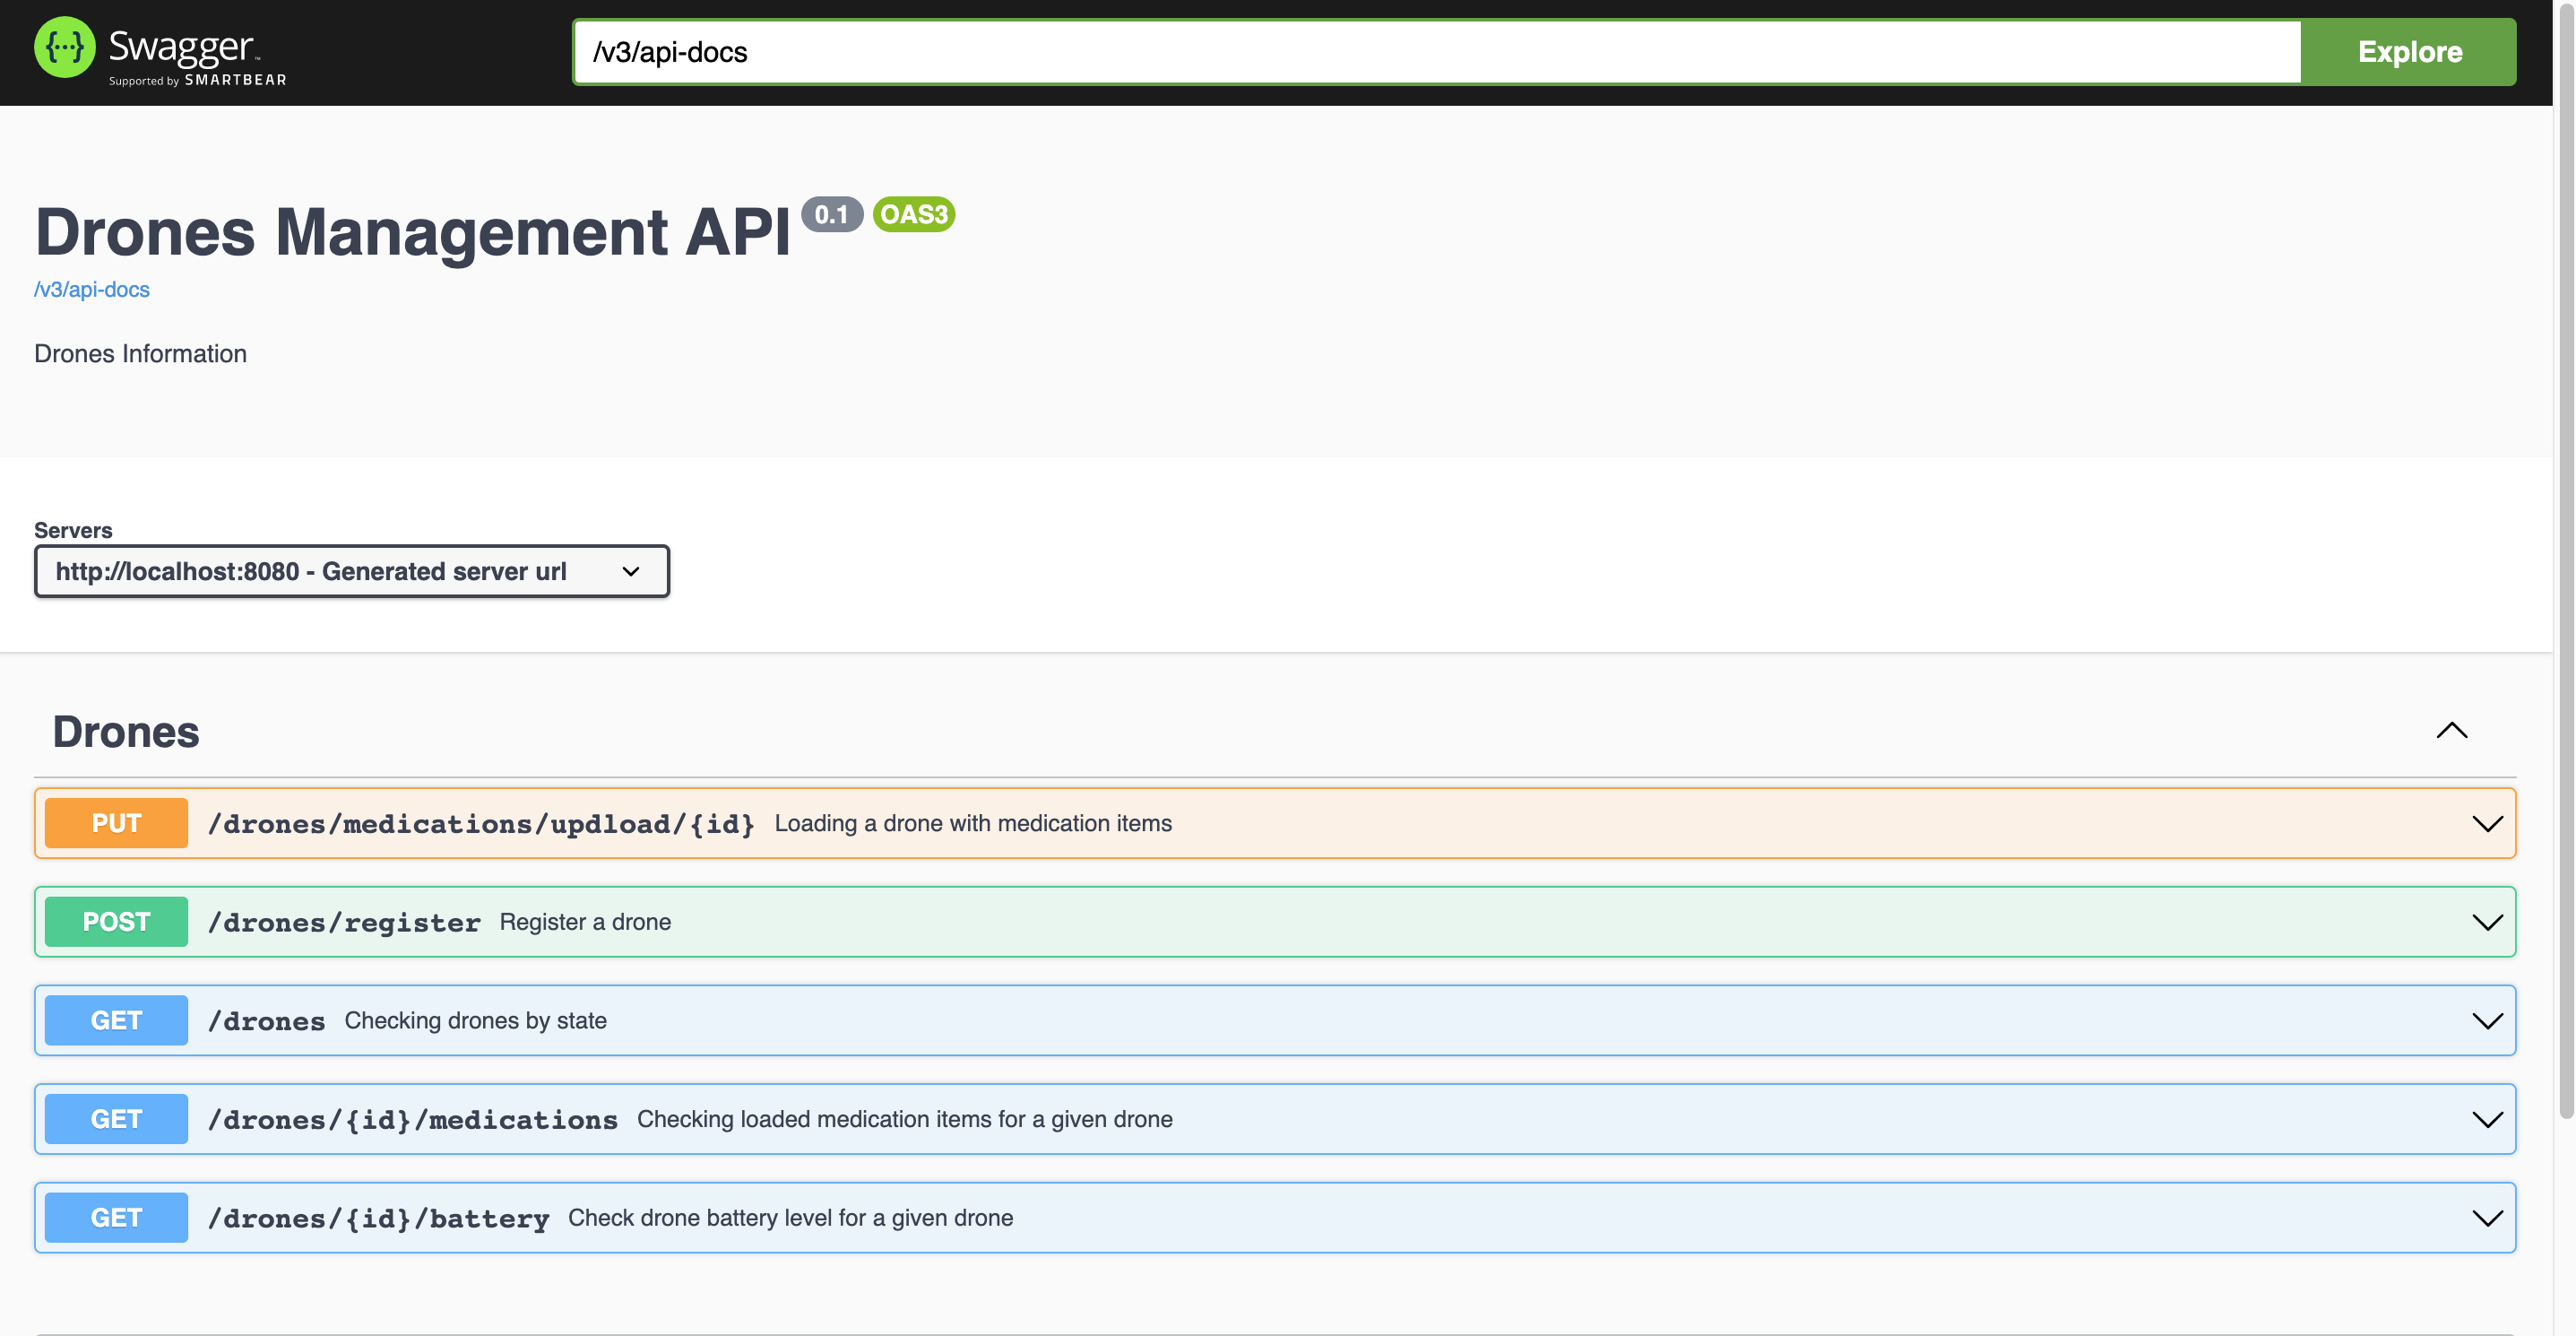 {···} Swagger™
Supported by SMARTBEAR
/v3/api-docs
Explore
Drones Management API 0.1 OAS3
/v3/api-docs
Drones Information
Servers
http://localhost:8080 - Generated server url
Drones
PUT /drones/medications/updload/{id} Loading a drone with medication items
POST /drones/register Register a drone
GET /drones Checking drones by state
GET /drones/{id}/medications Checking loaded medication items for a given drone
GET /drones/{id}/battery Check drone battery level for a given drone